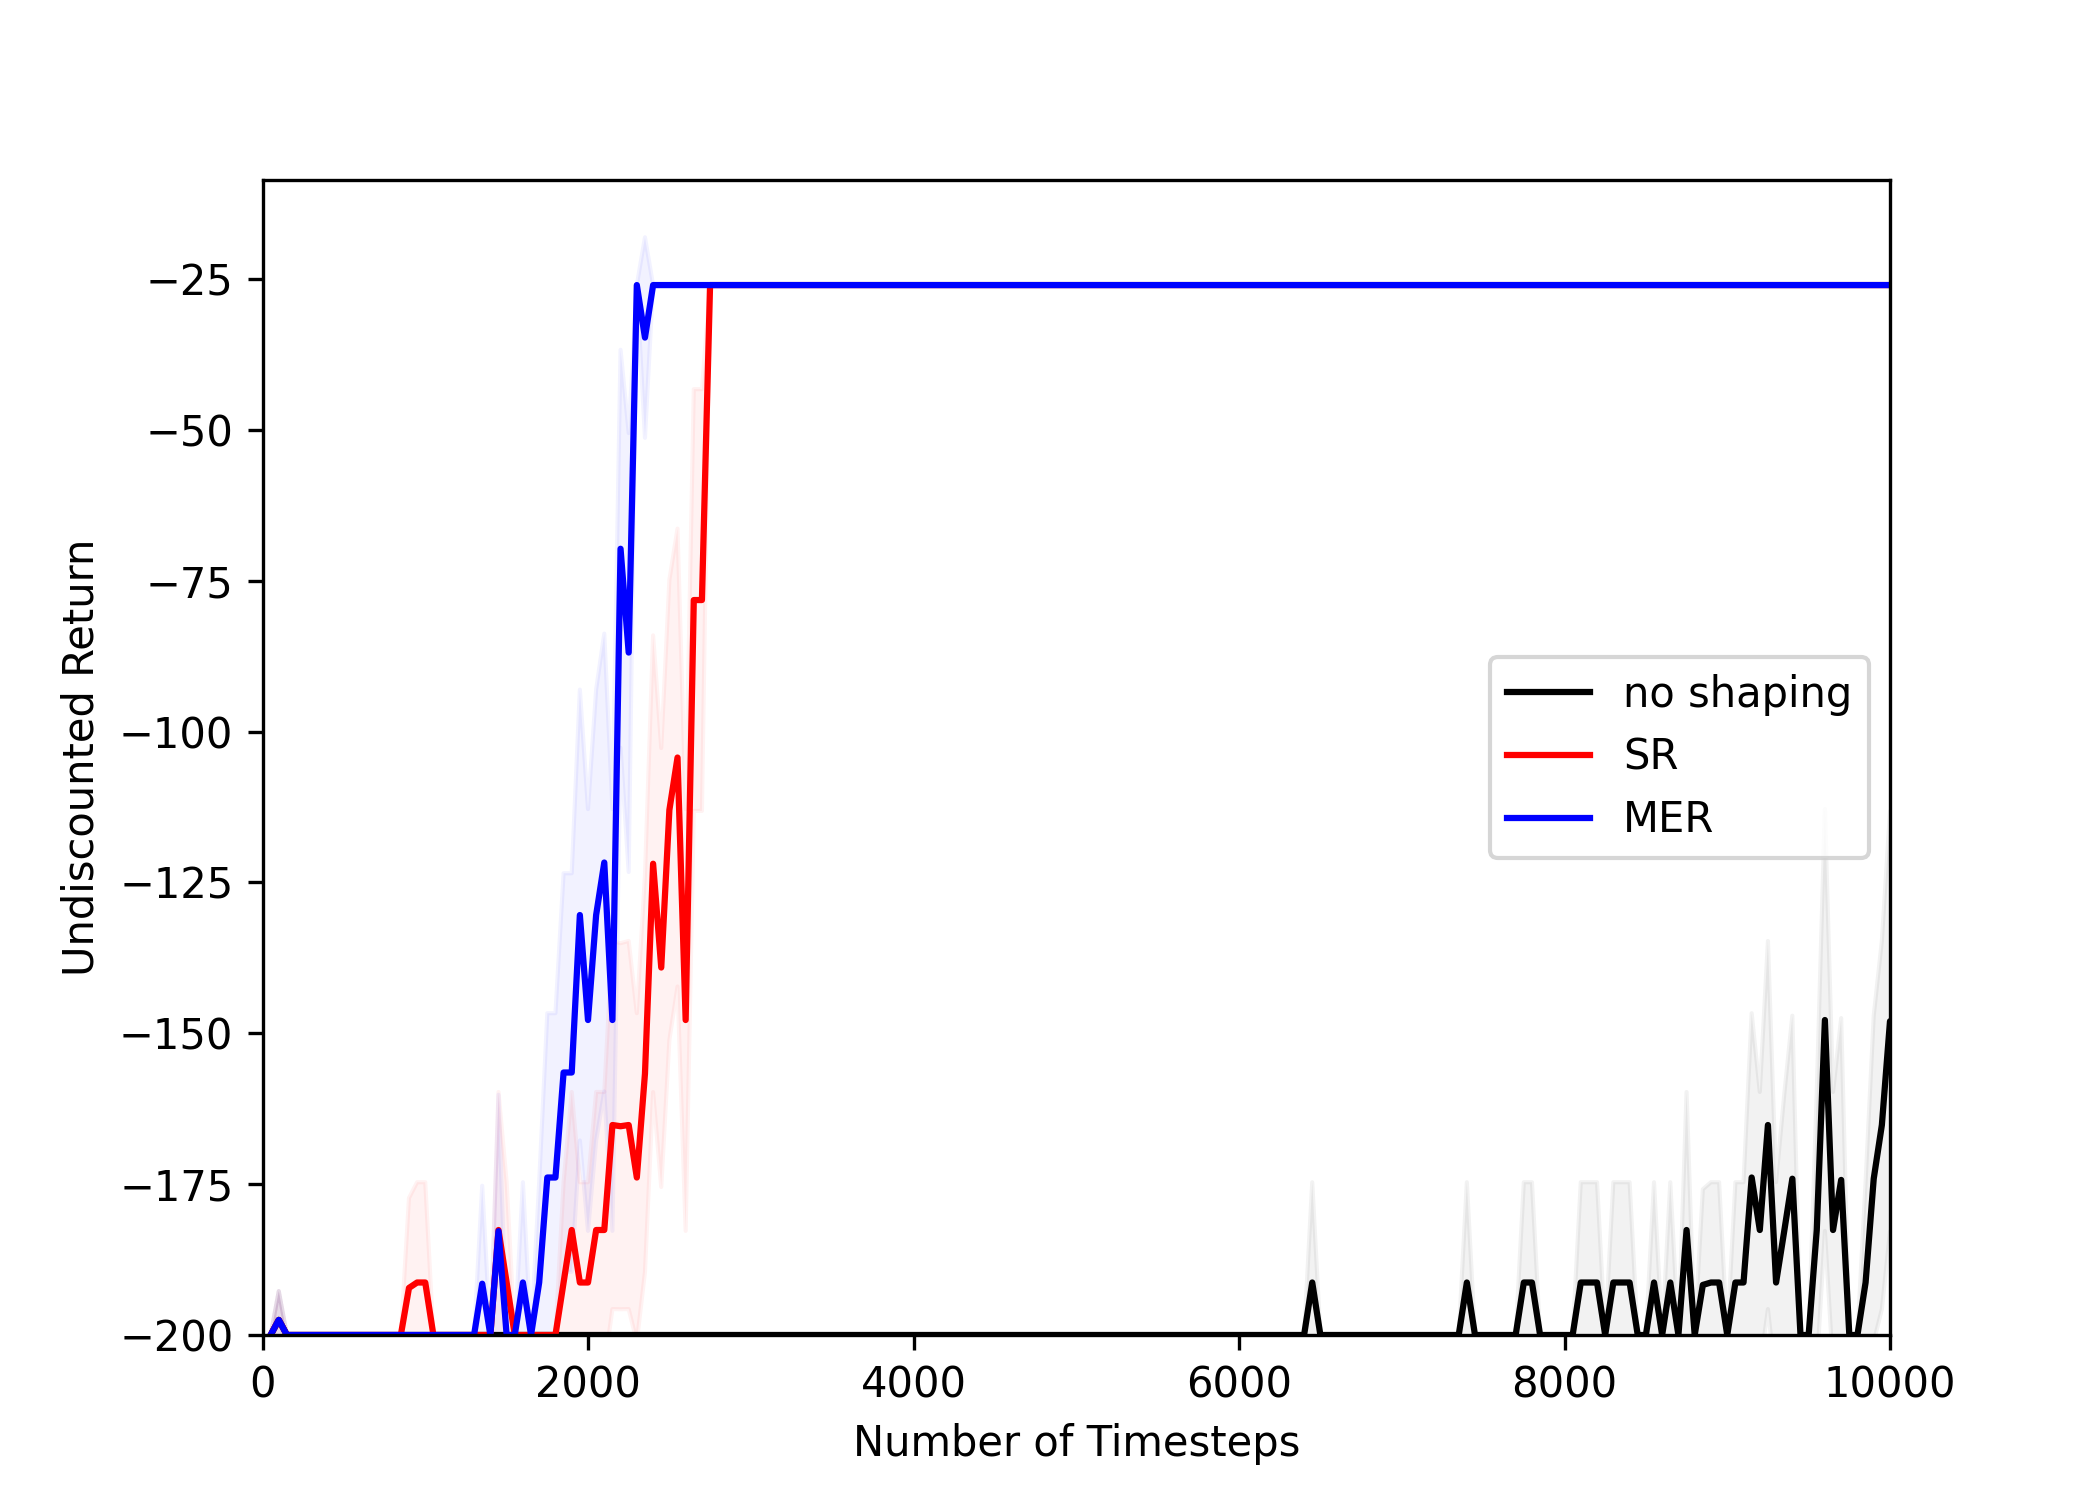 −25
−50
−75
−100
−125
−150
−175
−200
0 2000 4000 6000 8000 10000
Number of Timesteps
Undiscounted Return
no shaping
SR
MER